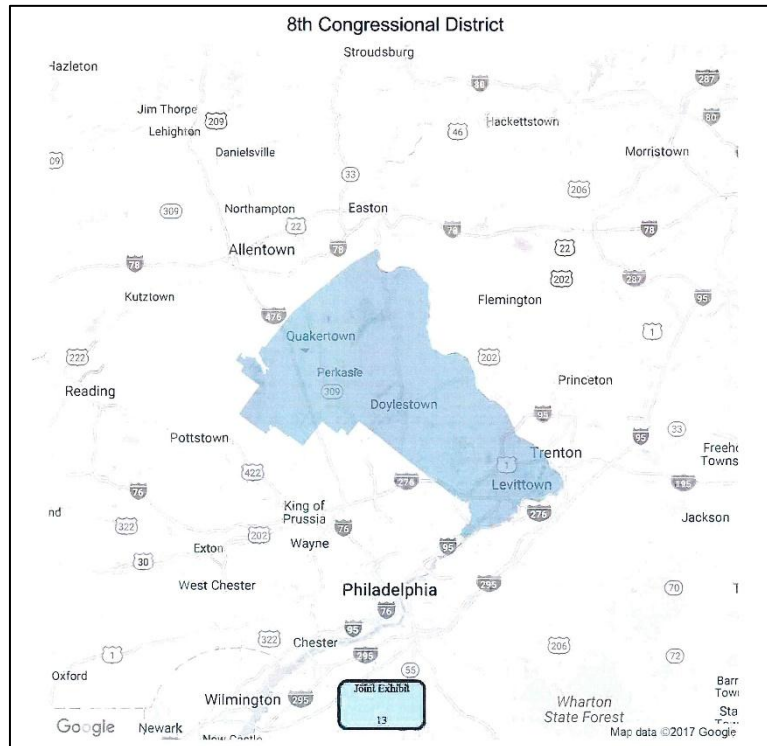 8th Congressional District
Stroudsburg
80
287
Jim Thorpe
209
Lehighton
Hackettstown
46
80
Danielsville
Morristown
33
206
309
Northampton
Easton
22
Allentown
78
78
78
22
78
202
287
Kutztown
Flemington
95
476
1
Quakertown
222
202
Perkasie
Reading
309
Princeton
Doylestown
95
33
Pottstown
Trenton
95
422
1
276
Levittown
195
76
King of
Prussia
276
322
202
76
Jackson
Exton
Wayne
95
30
West Chester
Philadelphia
295
70
76
95
322
Chester
206
1
295
72
Oxford
55
Joint Exhibit
13
Wilmington
295
Wharton
State Forest
Google
Newark
New Castle
Map data ©2017 Google